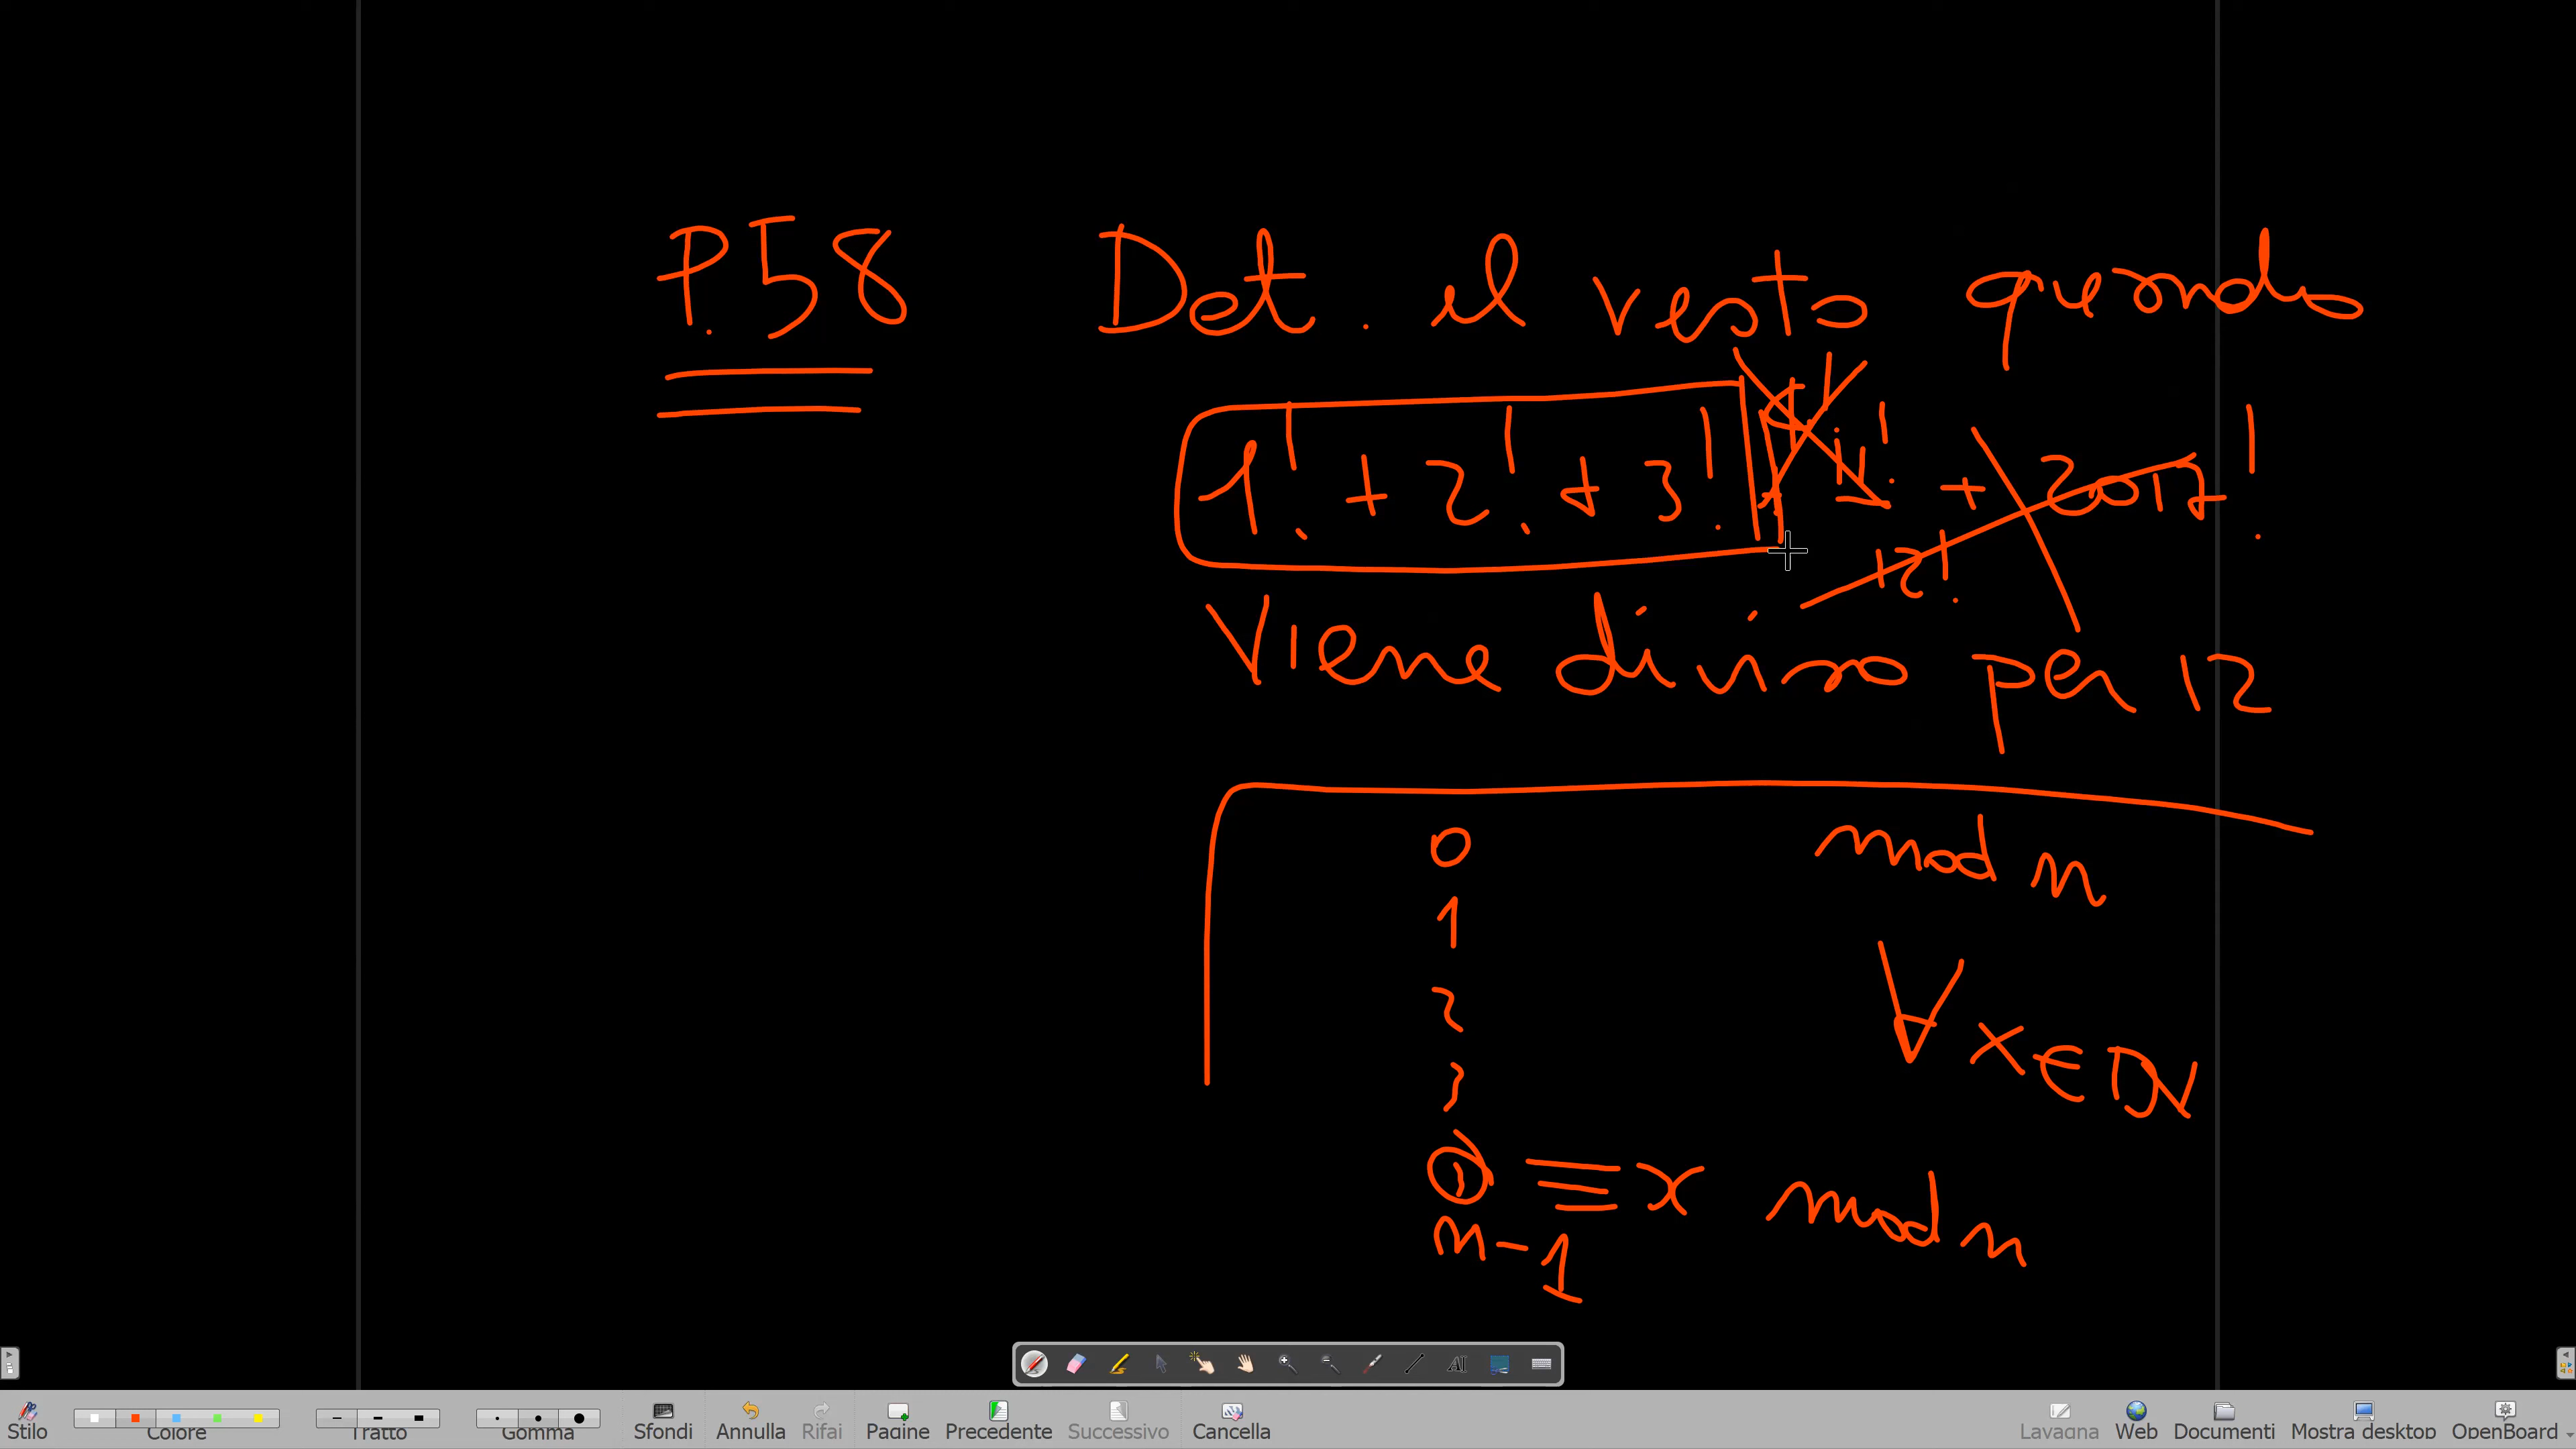 P.58 Det. il resto quando
1! + 2! + 3! + 4! + 2017!
12!
Viene diviso per 12
0 mod n
1
2
∀ x ∈ IN
3
≡ x mod n
n-1
Stilo Colore Tratto Gomma Sfondi Annulla Rifai Pagine Precedente Successivo Cancella Lavagna Web Documenti Mostra desktop OpenBoard